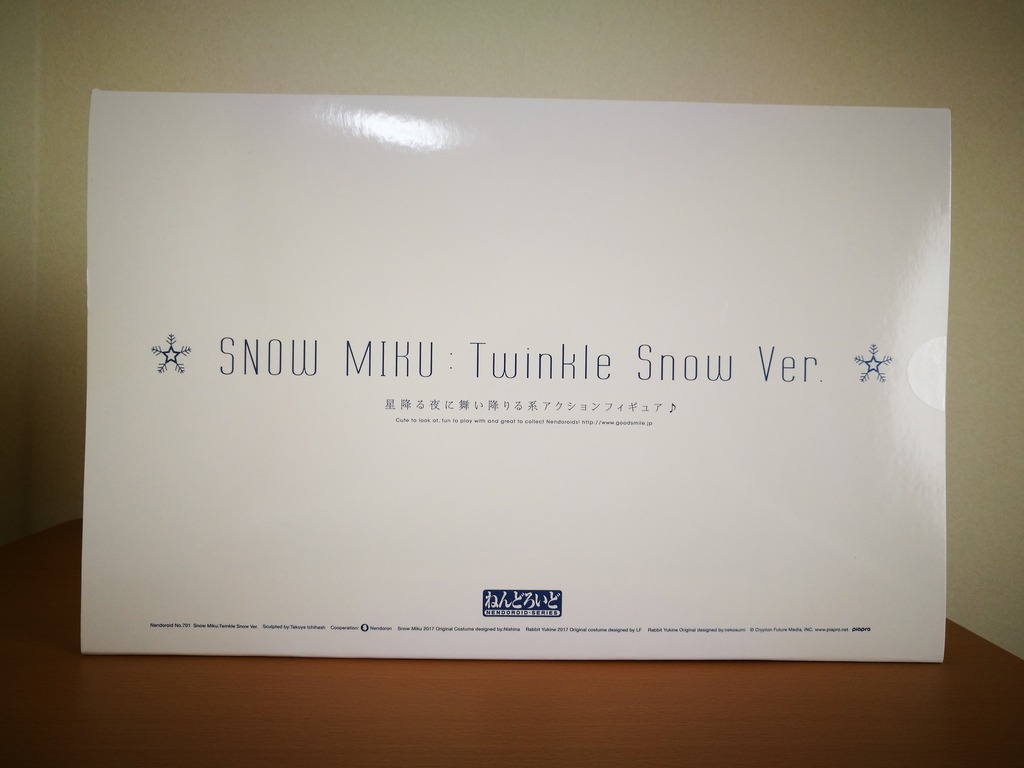 SNOW MIKU : Twinkle Snow Ver.
星降る夜に舞い降りる系アクションフィギュア♪
Cute to look at, fun to play with and great to collect Nendoroids! http://www.goodsmile.jp
ねんどろいど
NENDOROID・SERIES
Nendoroid No.701 Snow Miku:Twinkle Snow Ver. Sculpted by:Takuya Ichihash Cooperation: Nendoron Snow Miku 2017 Original Costume designed by:Nishina Rabbit Yukine 2017 Original costume designed by LF Rabbit Yukine Original designed by:nekosumi © Crypton Future Media, INC. www.piapro.net piapro